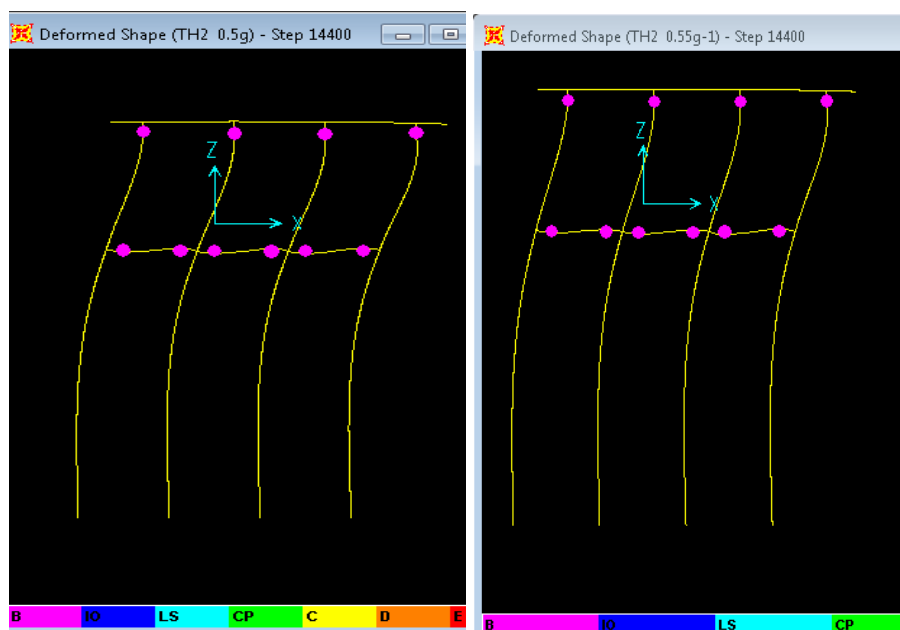 Deformed Shape (TH2 0.5g) - Step 14400
Z
X
B IO LS CP C D E
Deformed Shape (TH2 0.55g-1) - Step 14400
Z
X
B IO LS CP